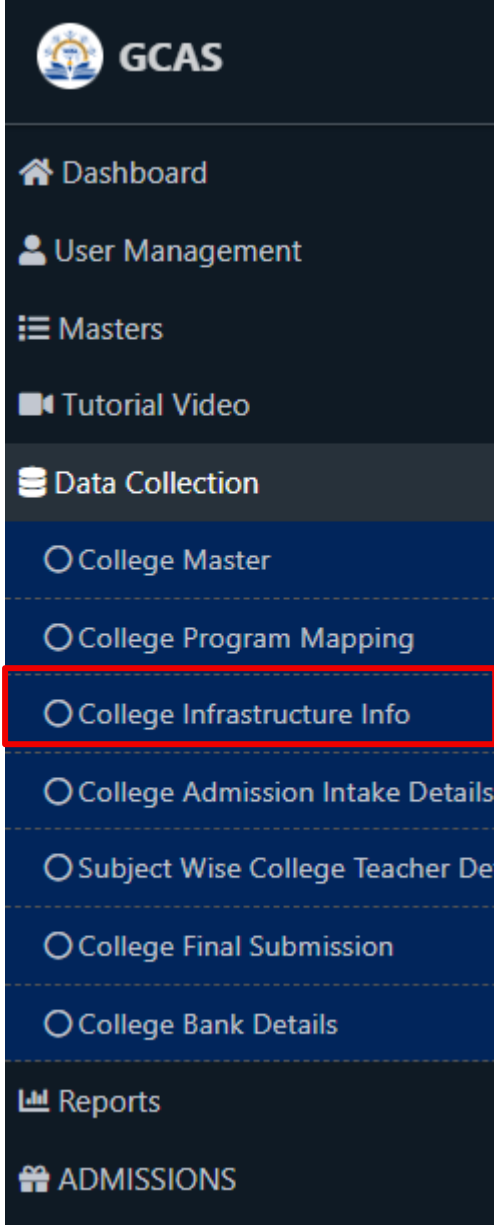 GCAS
Dashboard
User Management
Masters
Tutorial Video
Data Collection
College Master
College Program Mapping
College Infrastructure Info
College Admission Intake Details
Subject Wise College Teacher
College Final Submission
College Bank Details
Reports
ADMISSIONS